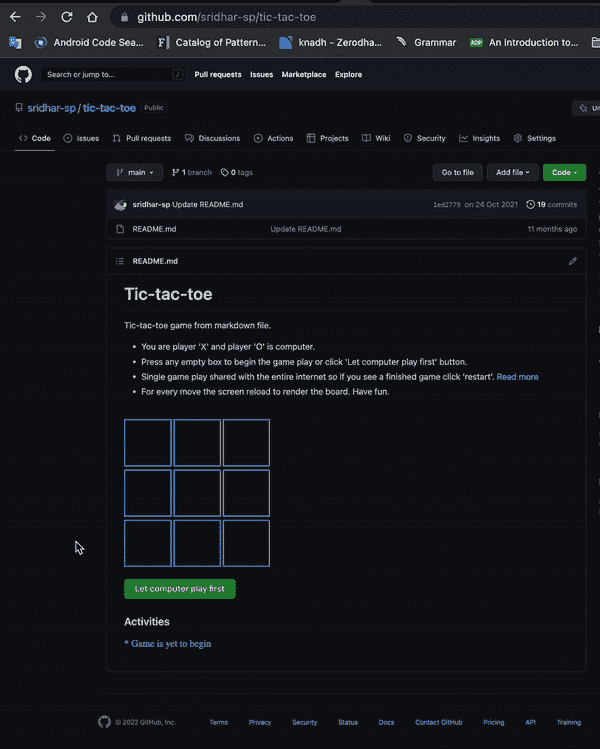 github.com/sridhar-sp/tic-tac-toe
Android Code Sea... Catalog of Pattern... knadh - Zerodha... Grammar ADP An Introduction to...
Search or jump to... / Pull requests Issues Marketplace Explore
sridhar-sp / tic-tac-toe Public Un
<> Code Issues Pull requests Discussions Actions Projects Wiki Security Insights Settings
main 1 branch 0 tags Go to file Add file Code
sridhar-sp Update README.md 1ed2779 on 24 Oct 2021 19 commits
README.md Update README.md 11 months ago
README.md
Tic-tac-toe
Tic-tac-toe game from markdown file.
• You are player 'X' and player 'O' is computer.
• Press any empty box to begin the game play or click 'Let computer play first' button.
• Single game play shared with the entire internet so if you see a finished game click 'restart'. Read more
• For every move the screen reload to render the board. Have fun.
Let computer play first
Activities
* Game is yet to begin
© 2022 GitHub, Inc. Terms Privacy Security Status Docs Contact GitHub Pricing API Training